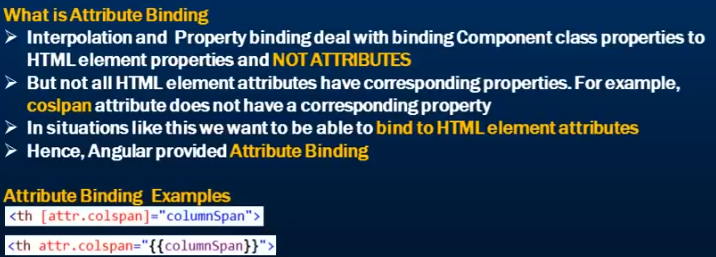 What is Attribute Binding
➢ Interpolation and Property binding deal with binding Component class properties to
HTML element properties and NOT ATTRIBUTES
➢ But not all HTML element attributes have corresponding properties. For example,
coslpan attribute does not have a corresponding property
➢ In situations like this we want to be able to bind to HTML element attributes
➢ Hence, Angular provided Attribute Binding
Attribute Binding Examples
<th [attr.colspan]="columnSpan">
<th attr.colspan="{{columnSpan}}">